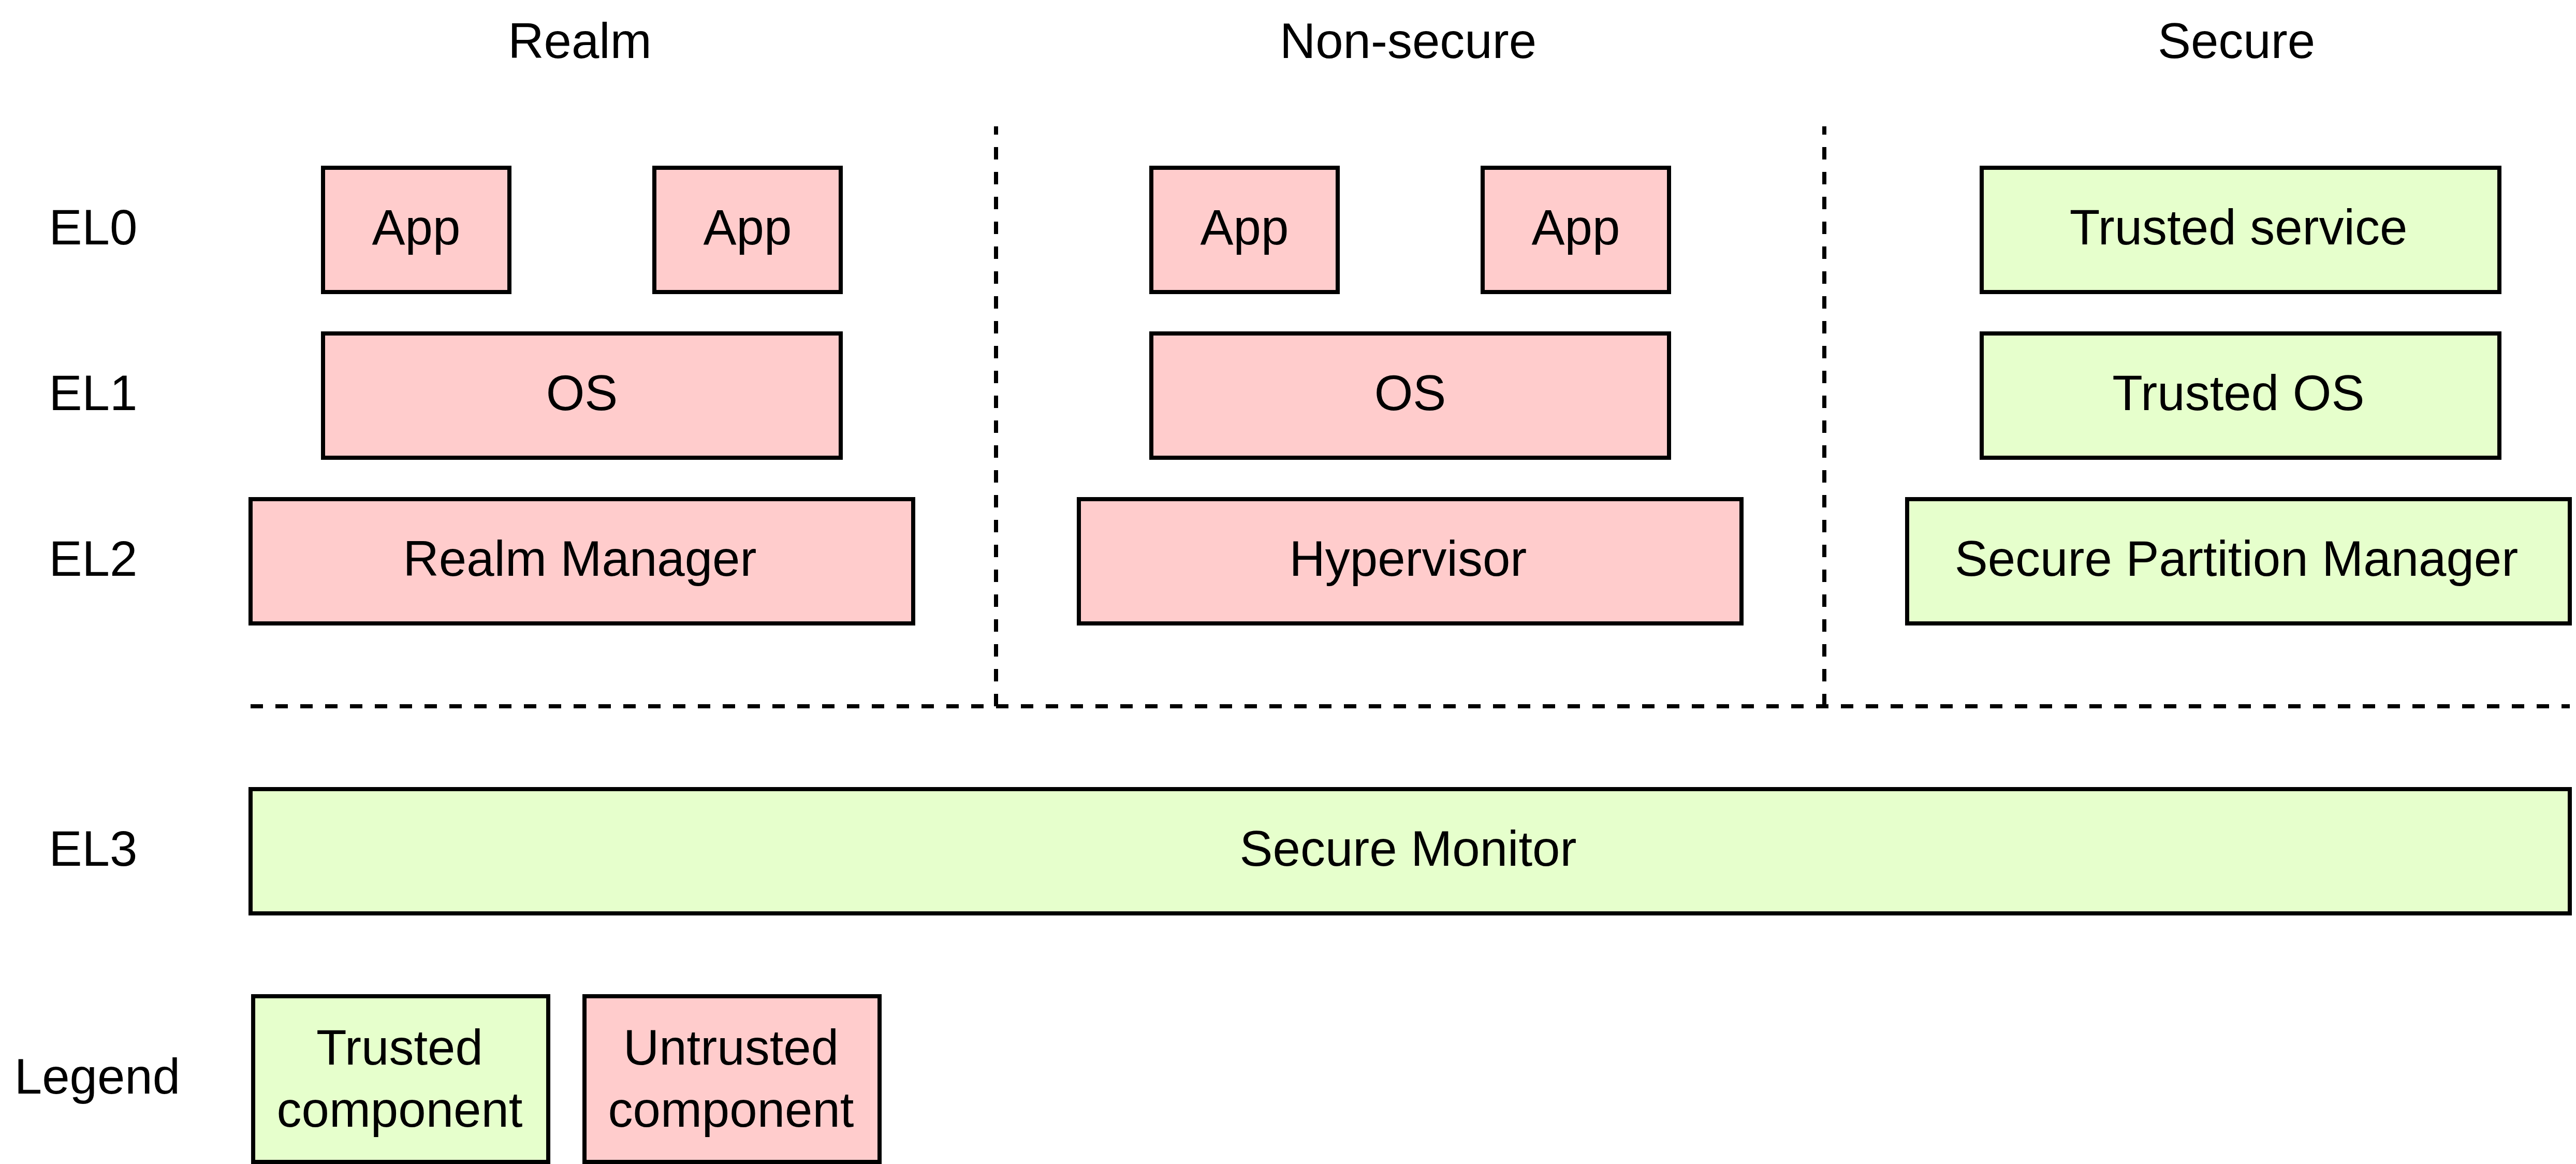 Realm
Non-secure
Secure
EL0
App
App
App
App
Trusted service
EL1
OS
OS
Trusted OS
EL2
Realm Manager
Hypervisor
Secure Partition Manager
EL3
Secure Monitor
Legend
Trusted
component
Untrusted
component